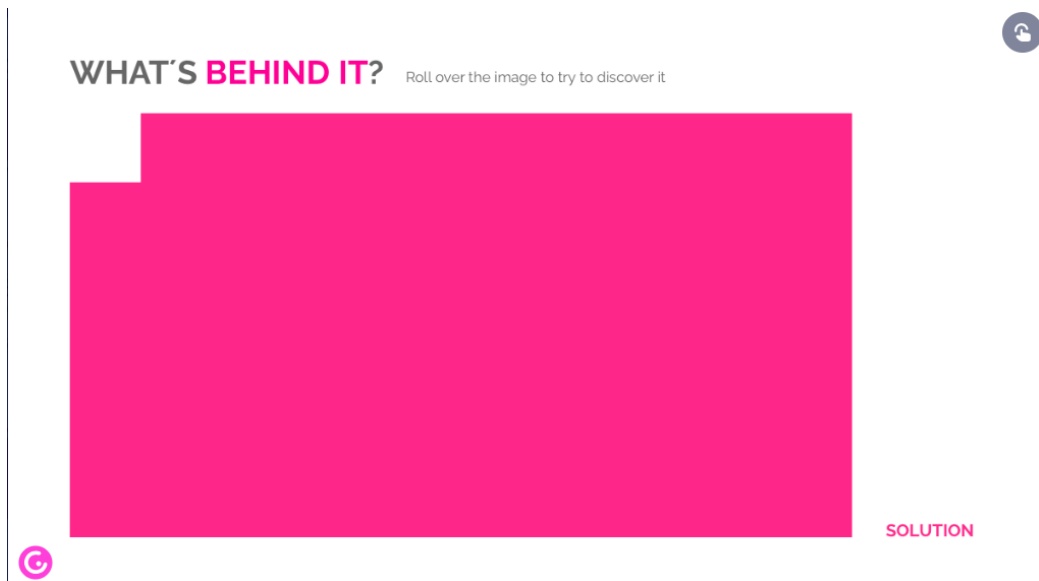 WHAT´S BEHIND IT?
Roll over the image to try to discover it
SOLUTION